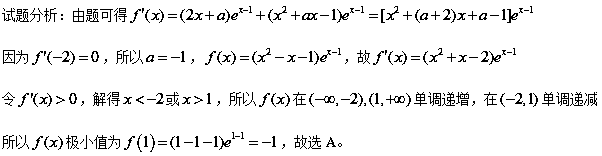 试题分析：由题可得 f'(x)=(2x+a)e^{x-1}+(x²+ax-1)e^{x-1}=[x²+(a+2)x+a-1]e^{x-1}
因为 f'(-2)=0，所以 a=-1，f(x)=(x²-x-1)e^{x-1}，故 f'(x)=(x²+x-2)e^{x-1}
令 f'(x)>0，解得 x<-2或x>1，所以 f(x)在(-∞,-2),(1,+∞)单调递增，在(-2,1)单调递减
所以 f(x)极小值为 f(1)=(1-1-1)e^{1-1}=-1，故选 A。